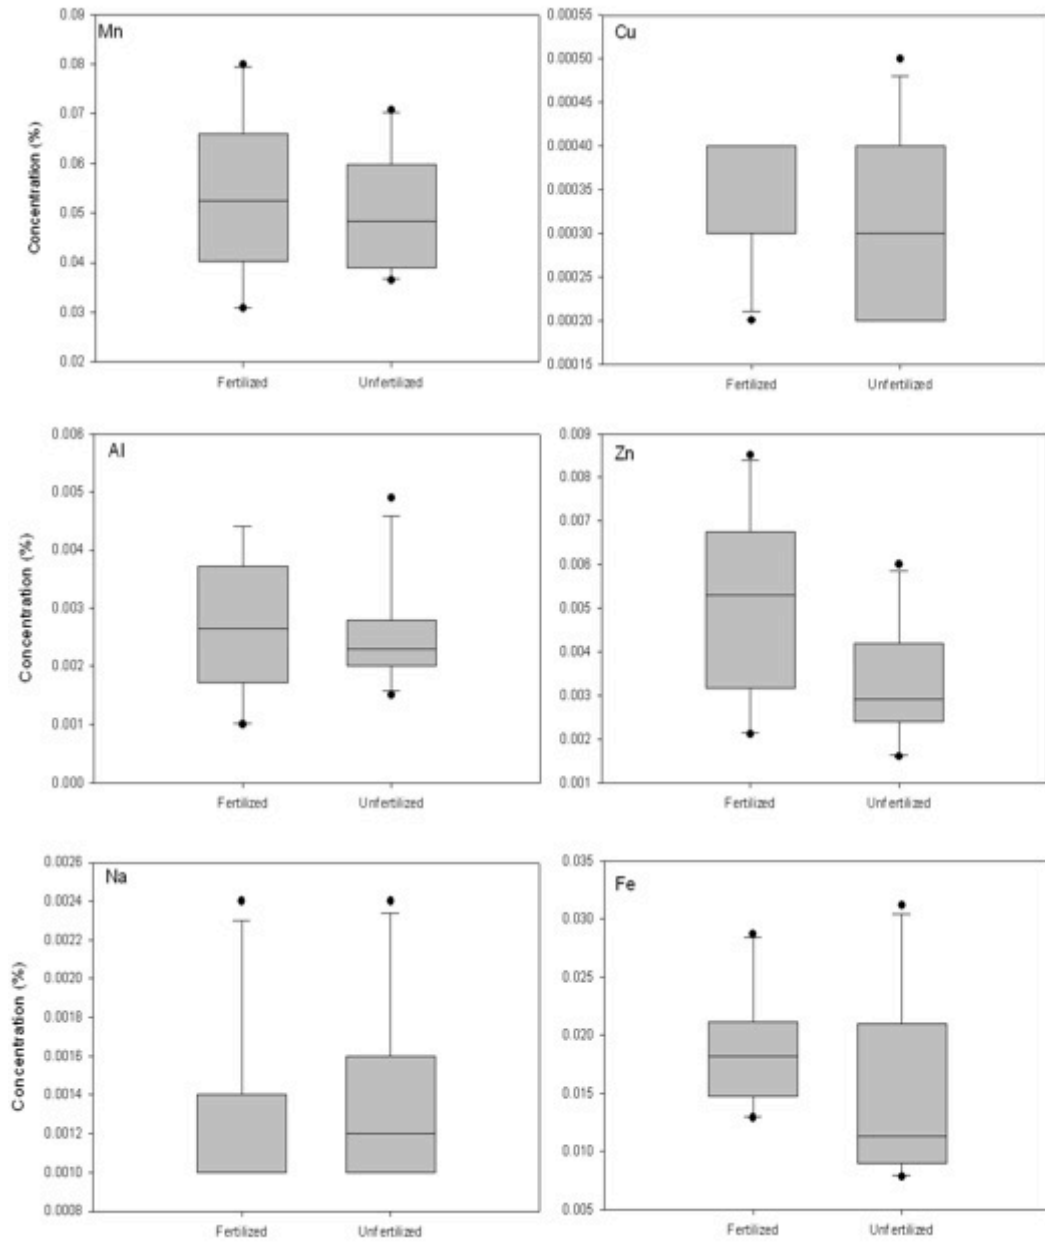 Mn
Concentration (%)
0.09
0.08
0.07
0.06
0.05
0.04
0.03
0.02
Fertilized
Unfertilized
Cu
0.00055
0.00050
0.00045
0.00040
0.00035
0.00030
0.00025
0.00020
0.00015
Fertilized
Unfertilized
Al
Concentration (%)
0.006
0.005
0.004
0.003
0.002
0.001
0.000
Fertilized
Unfertilized
Zn
0.009
0.008
0.007
0.006
0.005
0.004
0.003
0.002
0.001
Fertilized
Unfertilized
Na
Concentration (%)
0.0026
0.0024
0.0022
0.0020
0.0018
0.0016
0.0014
0.0012
0.0010
0.0008
Fertilized
Unfertilized
Fe
0.035
0.030
0.025
0.020
0.015
0.010
0.005
Fertilized
Unfertilized